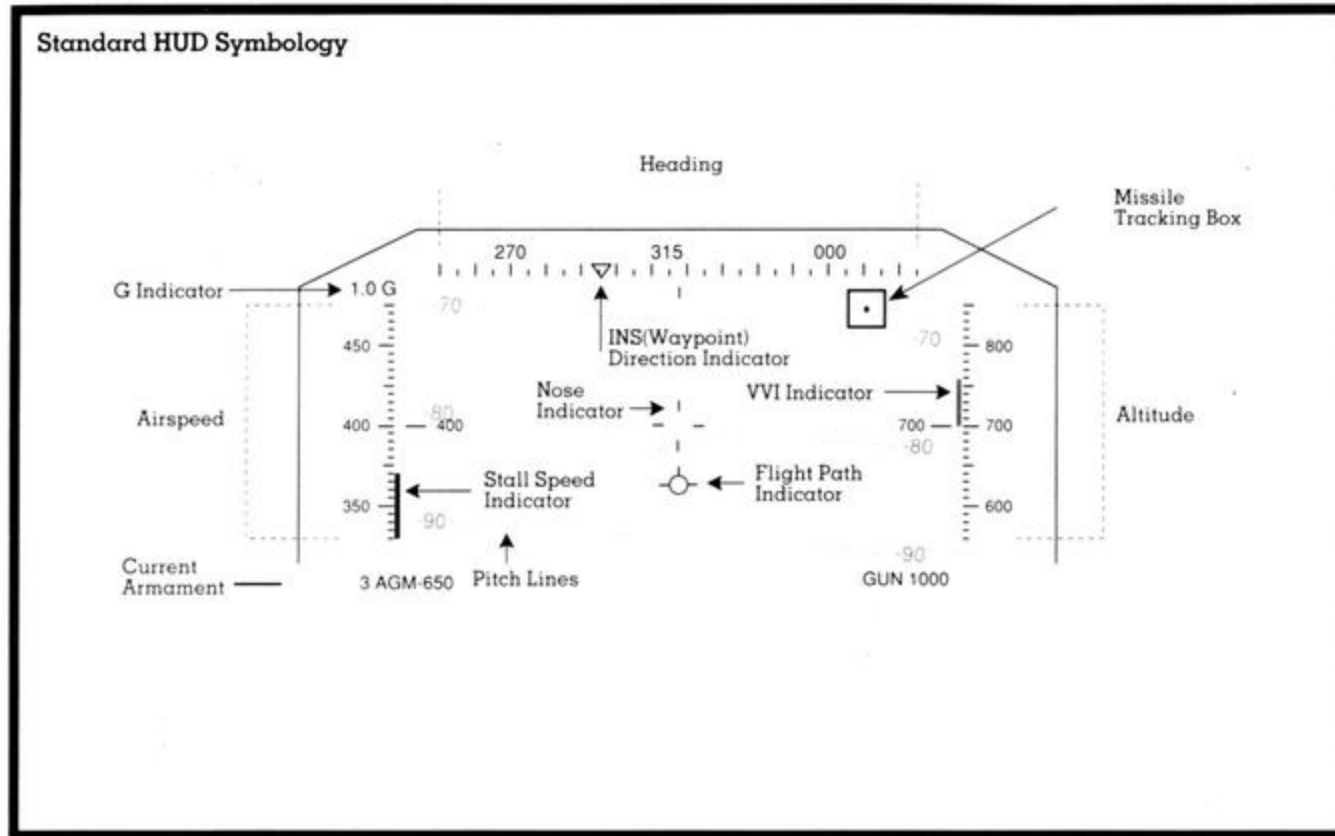 Standard HUD Symbology
Heading
Missile
Tracking Box
270 315 000
G Indicator
1.0 G
-70
INS(Waypoint)
Direction Indicator
-70
450
800
Nose
Indicator
VVI Indicator
Airspeed
-80
400 400
700 700
Altitude
-80
Stall Speed
Indicator
Flight Path
Indicator
350
-90
600
-90
Current
Armament
3 AGM-650
Pitch Lines
GUN 1000